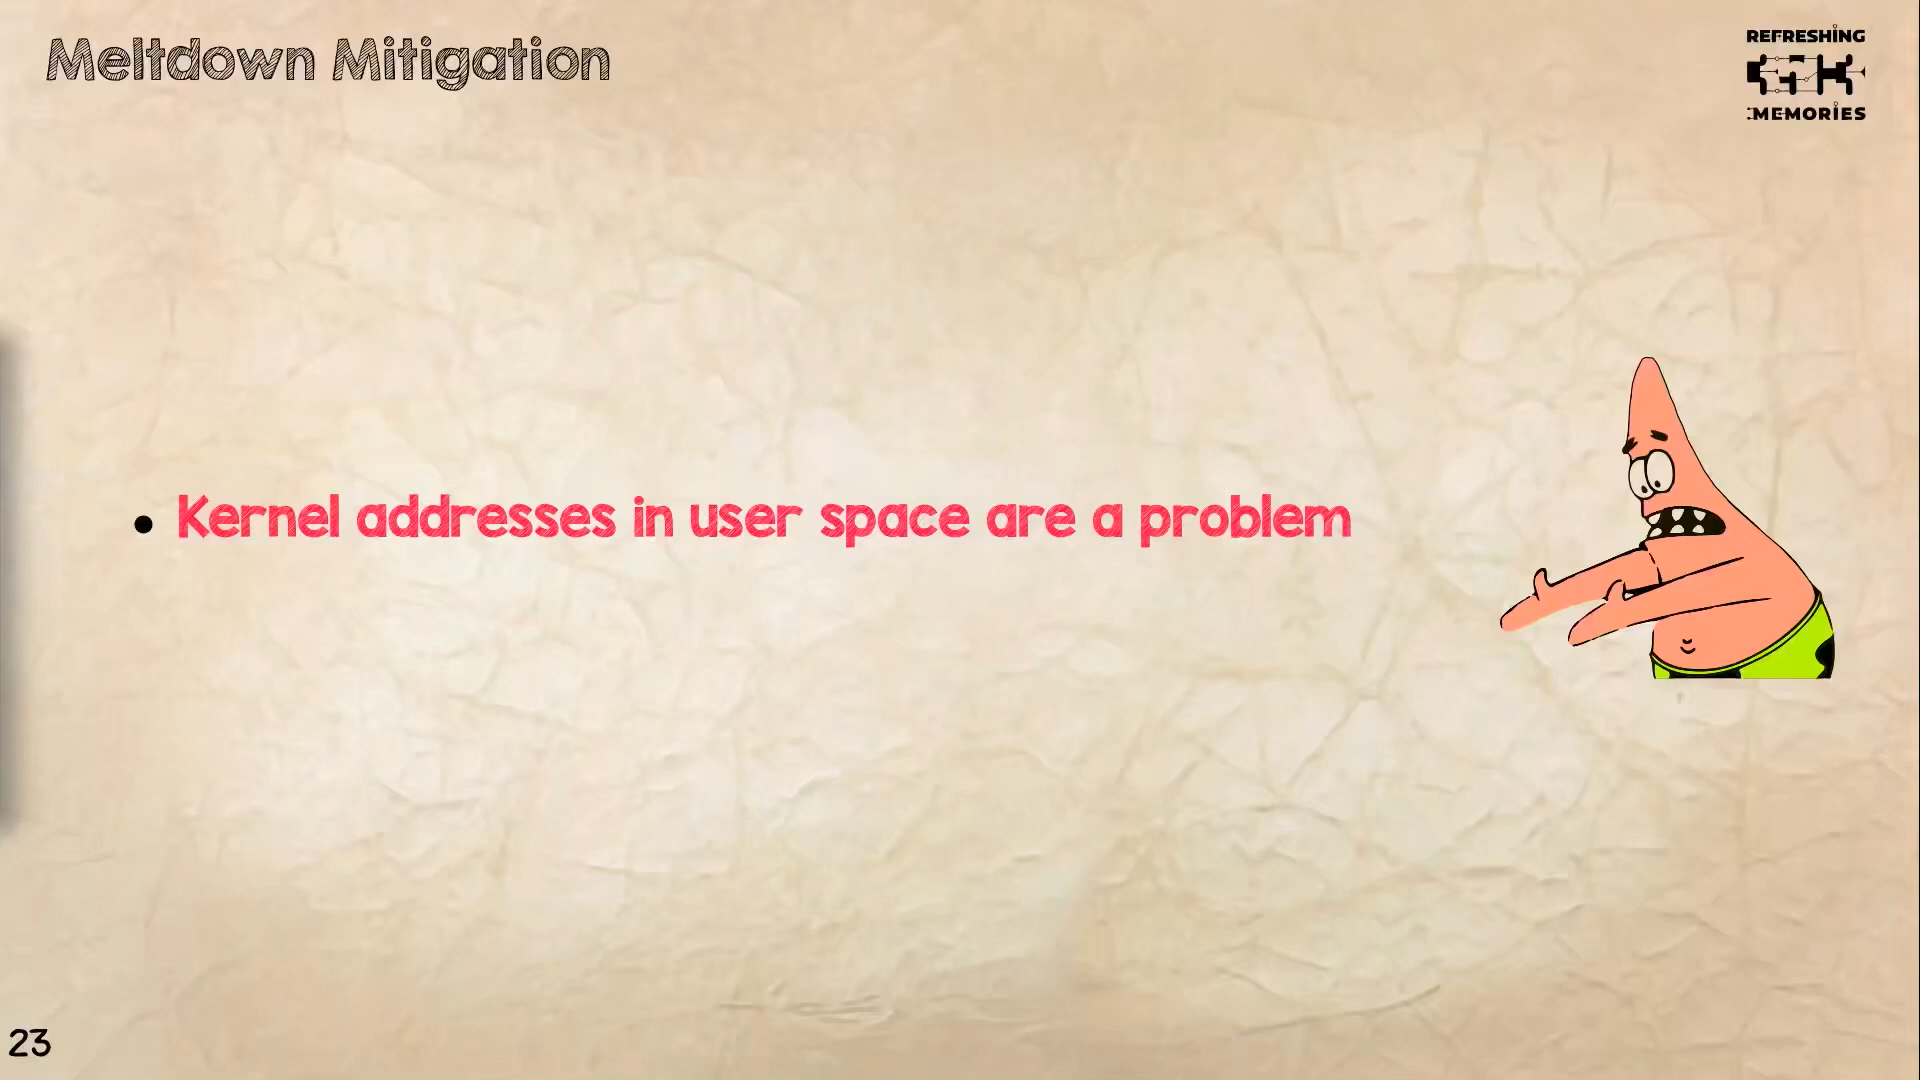 Meltdown Mitigation
REFRESHING
MEMORIES
• Kernel addresses in user space are a problem
23